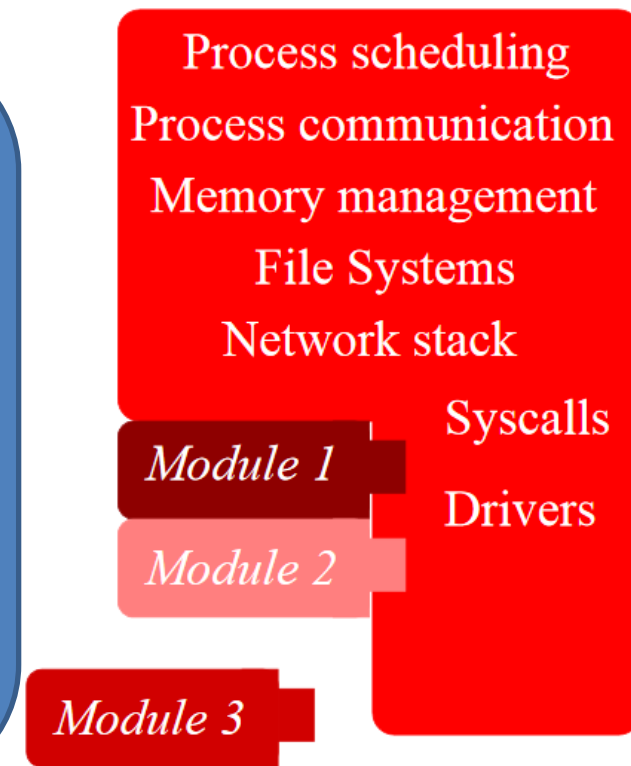 Process scheduling
Process communication
Memory management
File Systems
Network stack
Syscalls
Module 1
Drivers
Module 2
Module 3